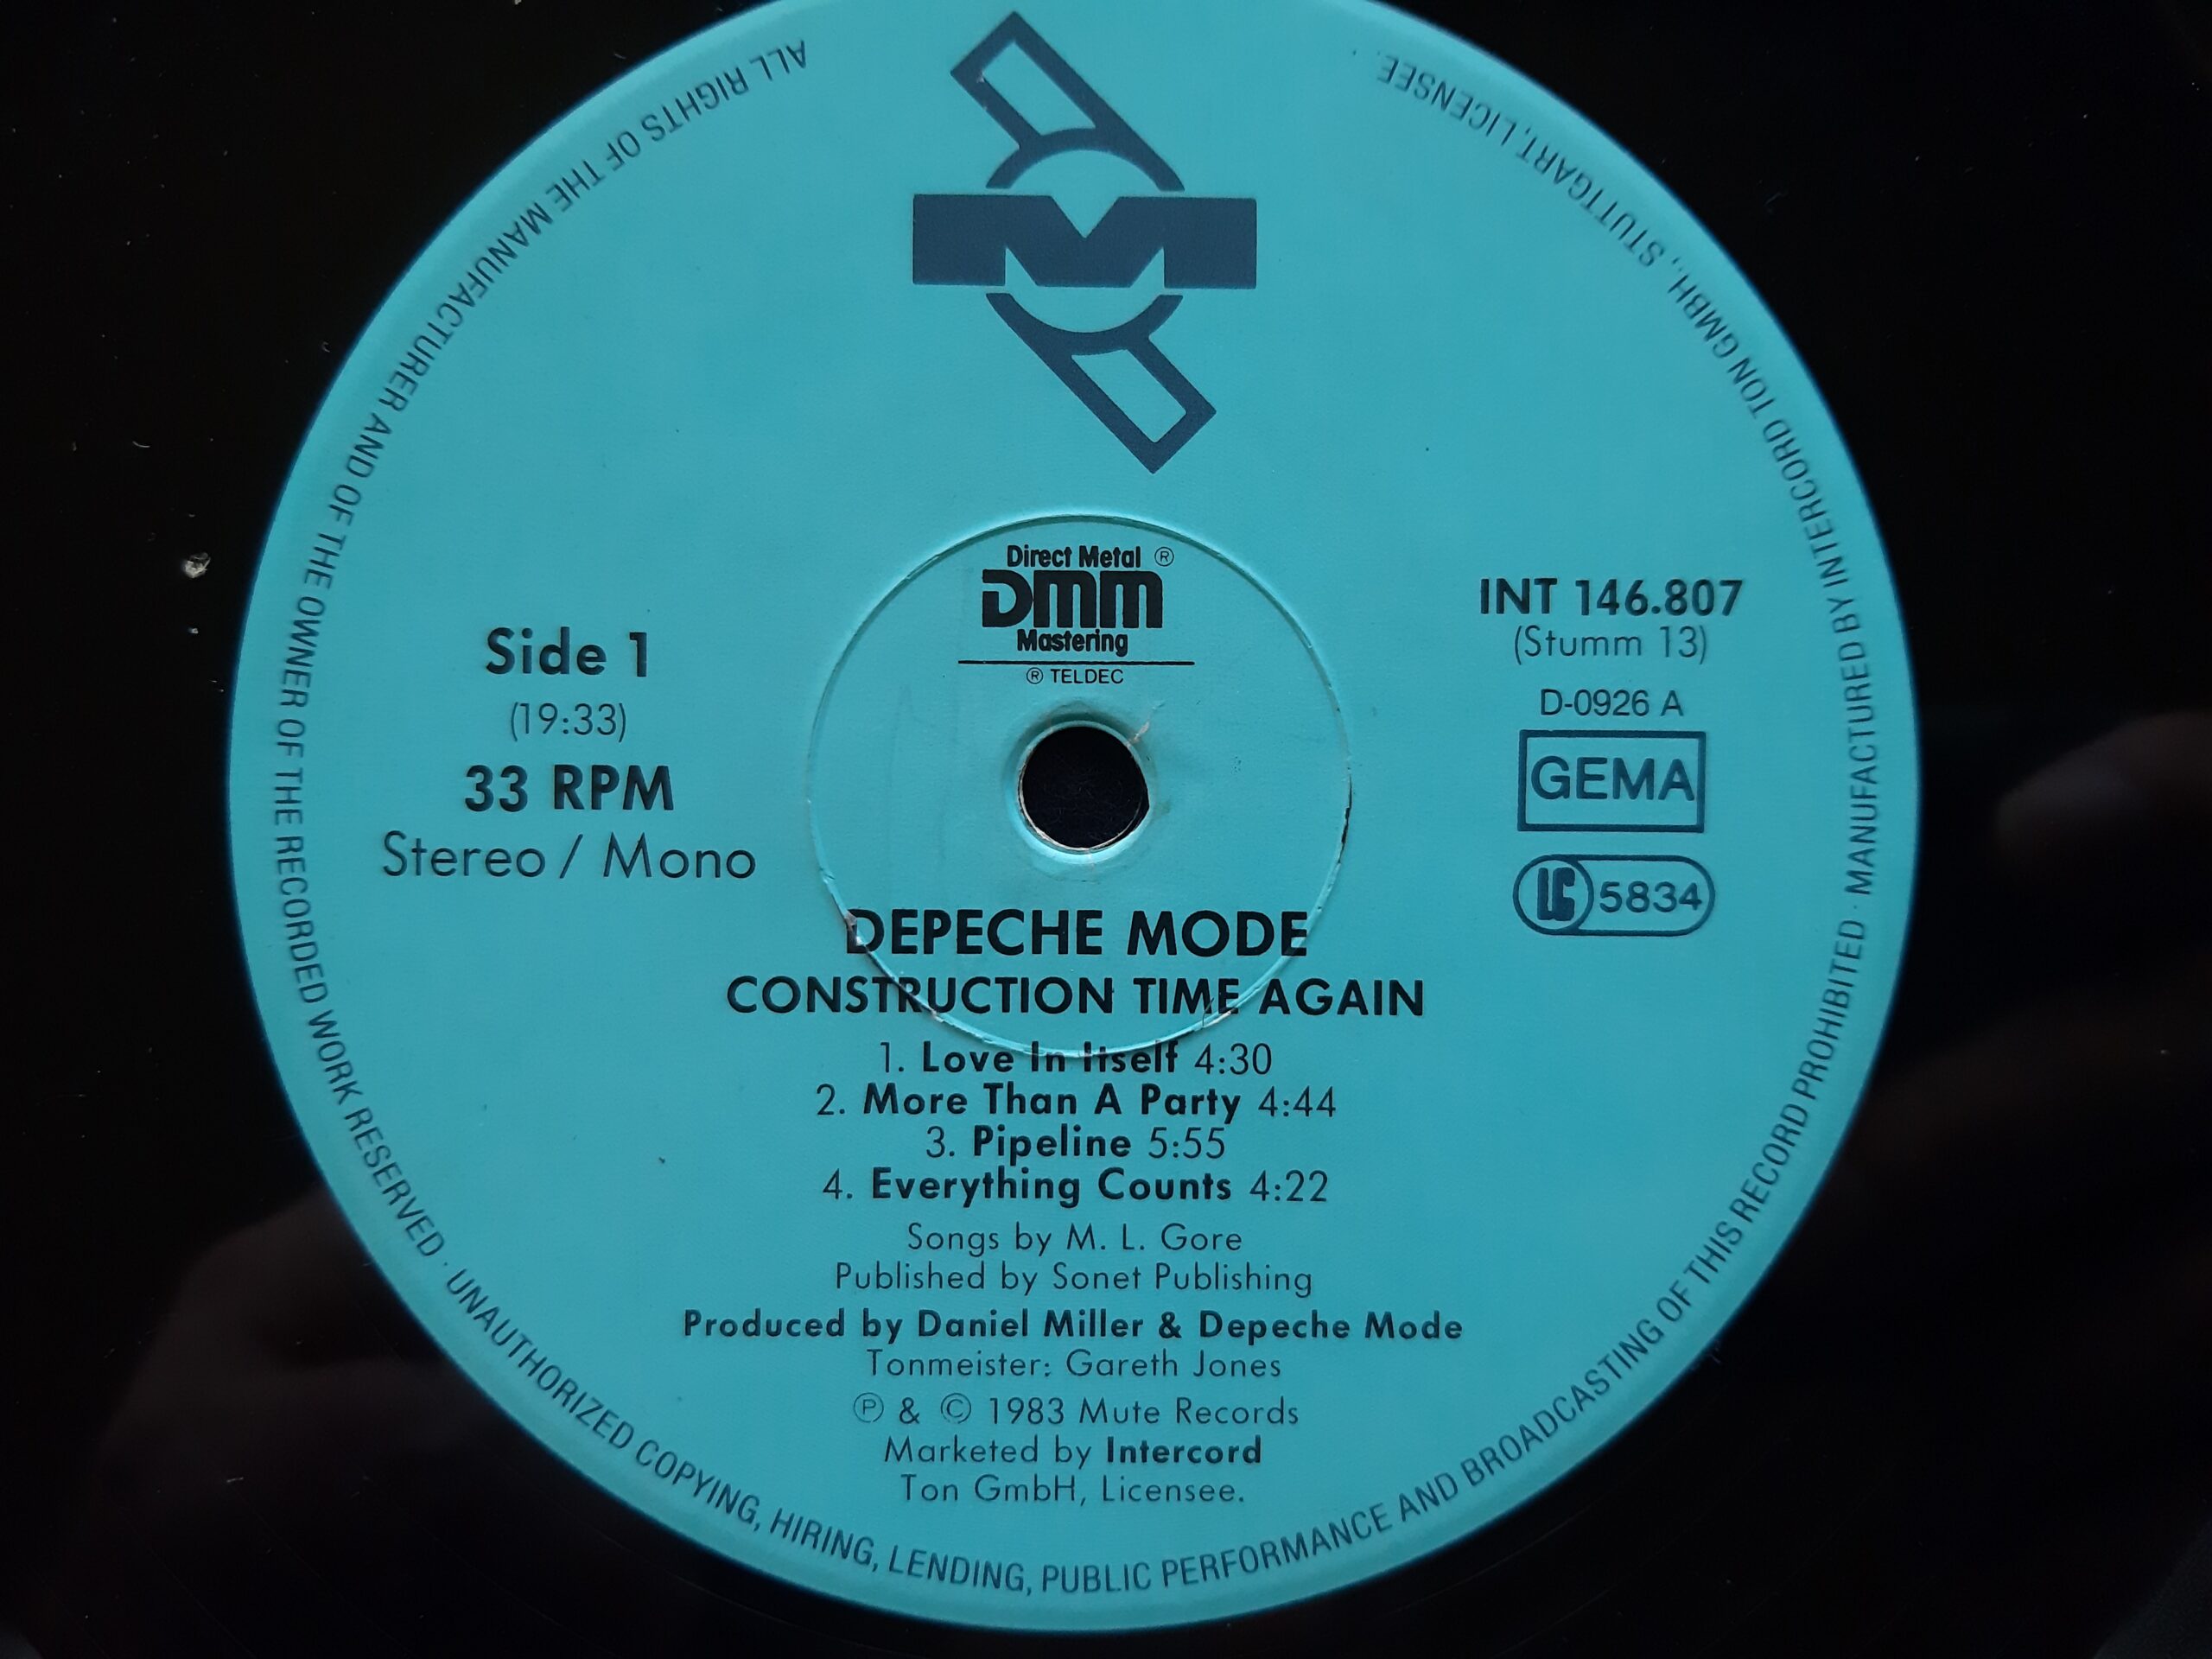 M
Direct Metal ®
DMM
Mastering
® TELDEC
Side 1
(19:33)
33 RPM
Stereo / Mono
INT 146.807
(Stumm 13)
D-0926 A
GEMA
LC 5834
DEPECHE MODE
CONSTRUCTION TIME AGAIN
1. Love In Itself 4:30
2. More Than A Party 4:44
3. Pipeline 5:55
4. Everything Counts 4:22
Songs by M. L. Gore
Published by Sonet Publishing
Produced by Daniel Miller & Depeche Mode
Tonmeister: Gareth Jones
℗ & © 1983 Mute Records
Marketed by Intercord
Ton GmbH, Licensee.
ALL RIGHTS OF THE MANUFACTURER AND OF THE OWNER OF THE RECORDED WORK RESERVED · UNAUTHORIZED COPYING, HIRING, LENDING, PUBLIC PERFORMANCE AND BROADCASTING OF THIS RECORD PROHIBITED · MANUFACTURED BY INTERCORD TON GMBH., STUTTGART, LICENSEE. ·